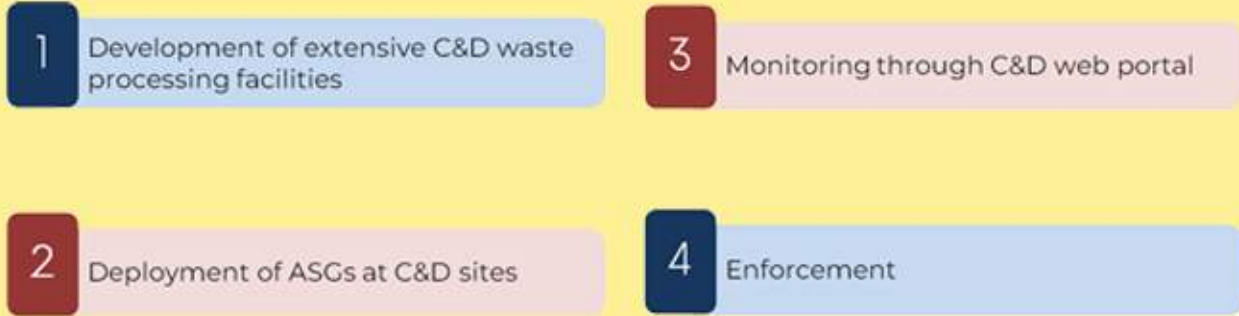 1
Development of extensive C&D waste
processing facilities
2
Deployment of ASGs at C&D sites
3
Monitoring through C&D web portal
4
Enforcement